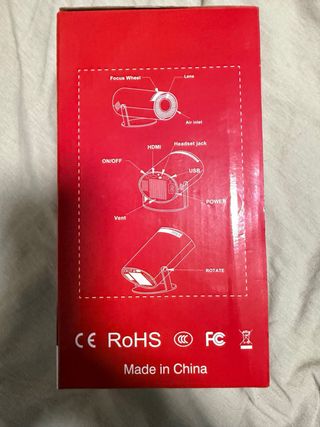 Focus Wheel
Lens
Air inlet
Headset jack
HDMI
ON/OFF
USB
POWER
Vent
ROTATE
CE RoHS CCC FC
Made in China